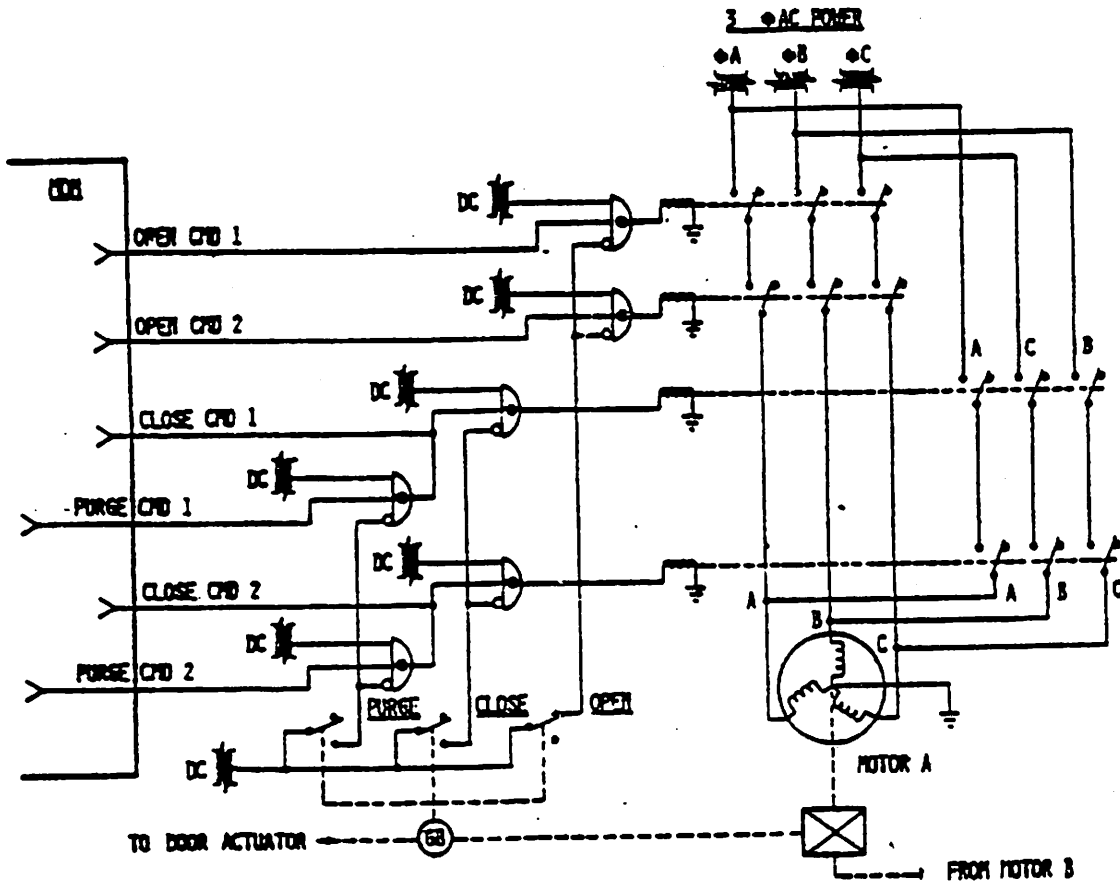 3 ΦAC POWER
ΦA ΦB ΦC
MDM
DC
OPEN CMD 1
DC
OPEN CMD 2
A C B
DC
CLOSE CMD 1
DC
PURGE CMD 1
DC
CLOSE CMD 2
A B C
A
B
C
DC
PURGE CMD 2
PURGE CLOSE OPEN
DC
MOTOR A
TO DOOR ACTUATOR
GB
FROM MOTOR B